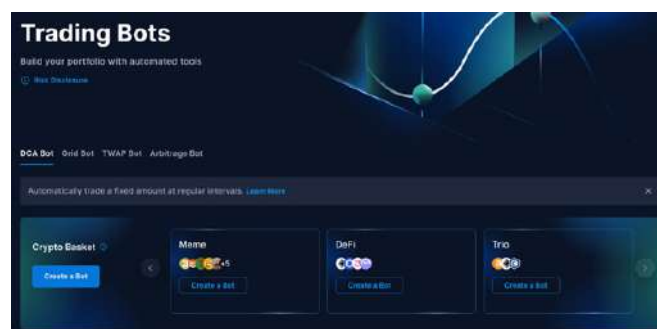 Trading Bots
Build your portfolio with automated tools
Risk Disclosure
DCA Bot Grid Bot TWAP Bot Arbitrage Bot
Automatically trade a fixed amount at regular intervals. Learn More
Crypto Basket
Create a Bot
Meme
+5
Create a Bot
DeFi
Create a Bot
Trio
Create a Bot